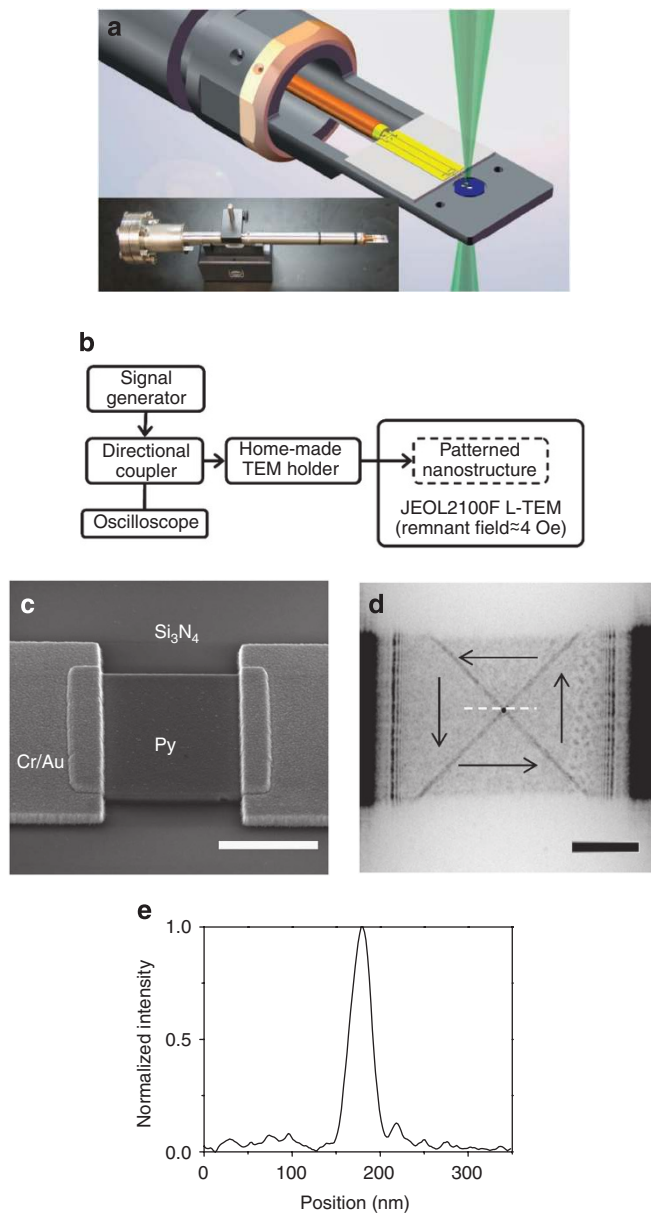 a
b
Signal
generator
Directional
coupler
Home-made
TEM holder
Patterned
nanostructure
Oscilloscope
JEOL2100F L-TEM
(remnant field≈4 Oe)
c
Si₃N₄
Py
Cr/Au
d
e
1.0
0.5
0.0
Normalized intensity
0
100
200
300
Position (nm)